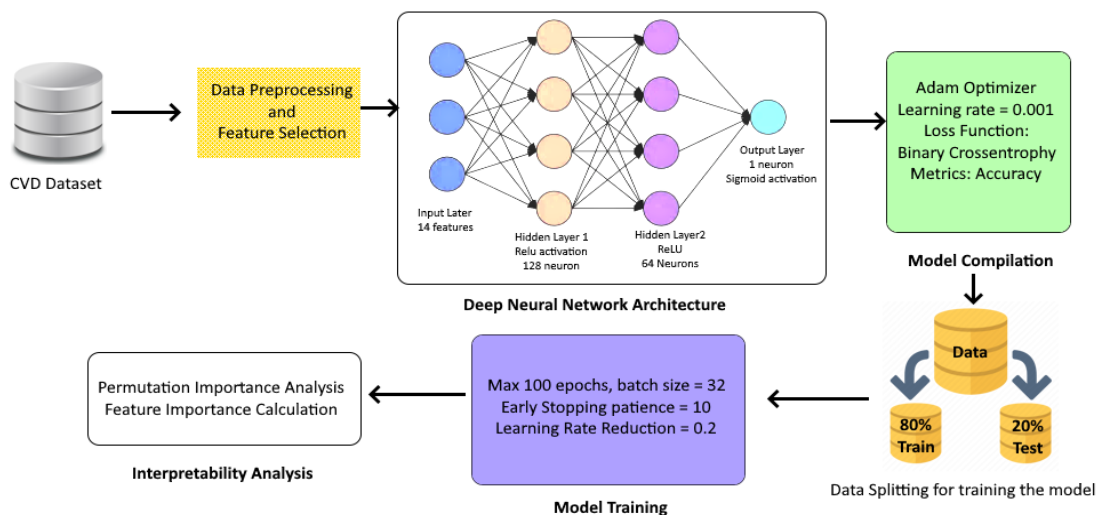 CVD Dataset
Data Preprocessing
and
Feature Selection
Input Later
14 features
Hidden Layer 1
Relu activation
128 neuron
Hidden Layer2
ReLU
64 Neurons
Output Layer
1 neuron
Sigmoid activation
Deep Neural Network Architecture
Adam Optimizer
Learning rate = 0.001
Loss Function:
Binary Crossentrophy
Metrics: Accuracy
Model Compilation
Data
80%
Train
20%
Test
Data Splitting for training the model
Max 100 epochs, batch size = 32
Early Stopping patience = 10
Learning Rate Reduction = 0.2
Model Training
Permutation Importance Analysis
Feature Importance Calculation
Interpretability Analysis